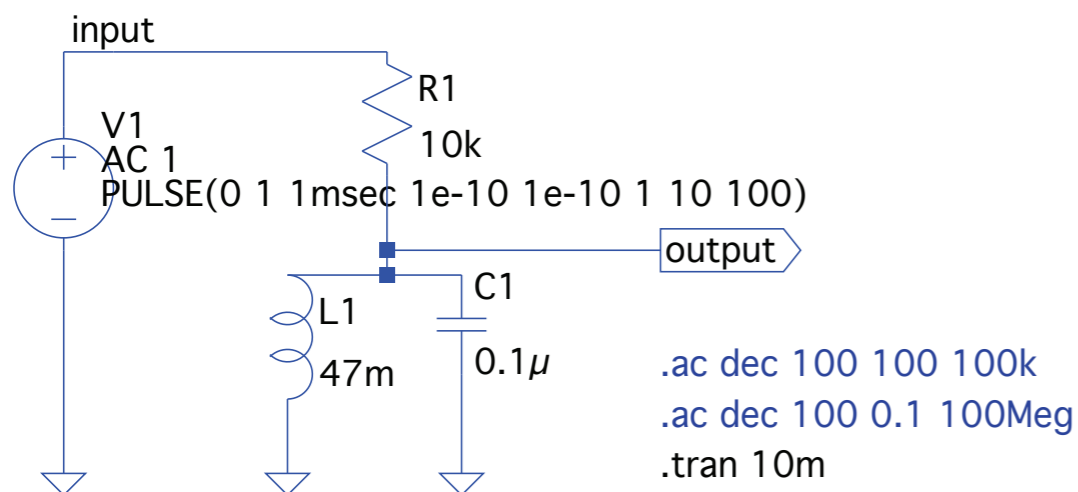 input
R1
10k
V1
AC 1
PULSE(0 1 1msec 1e-10 1e-10 1 10 100)
output
L1
47m
C1
0.1µ
.ac dec 100 100 100k
.ac dec 100 0.1 100Meg
.tran 10m